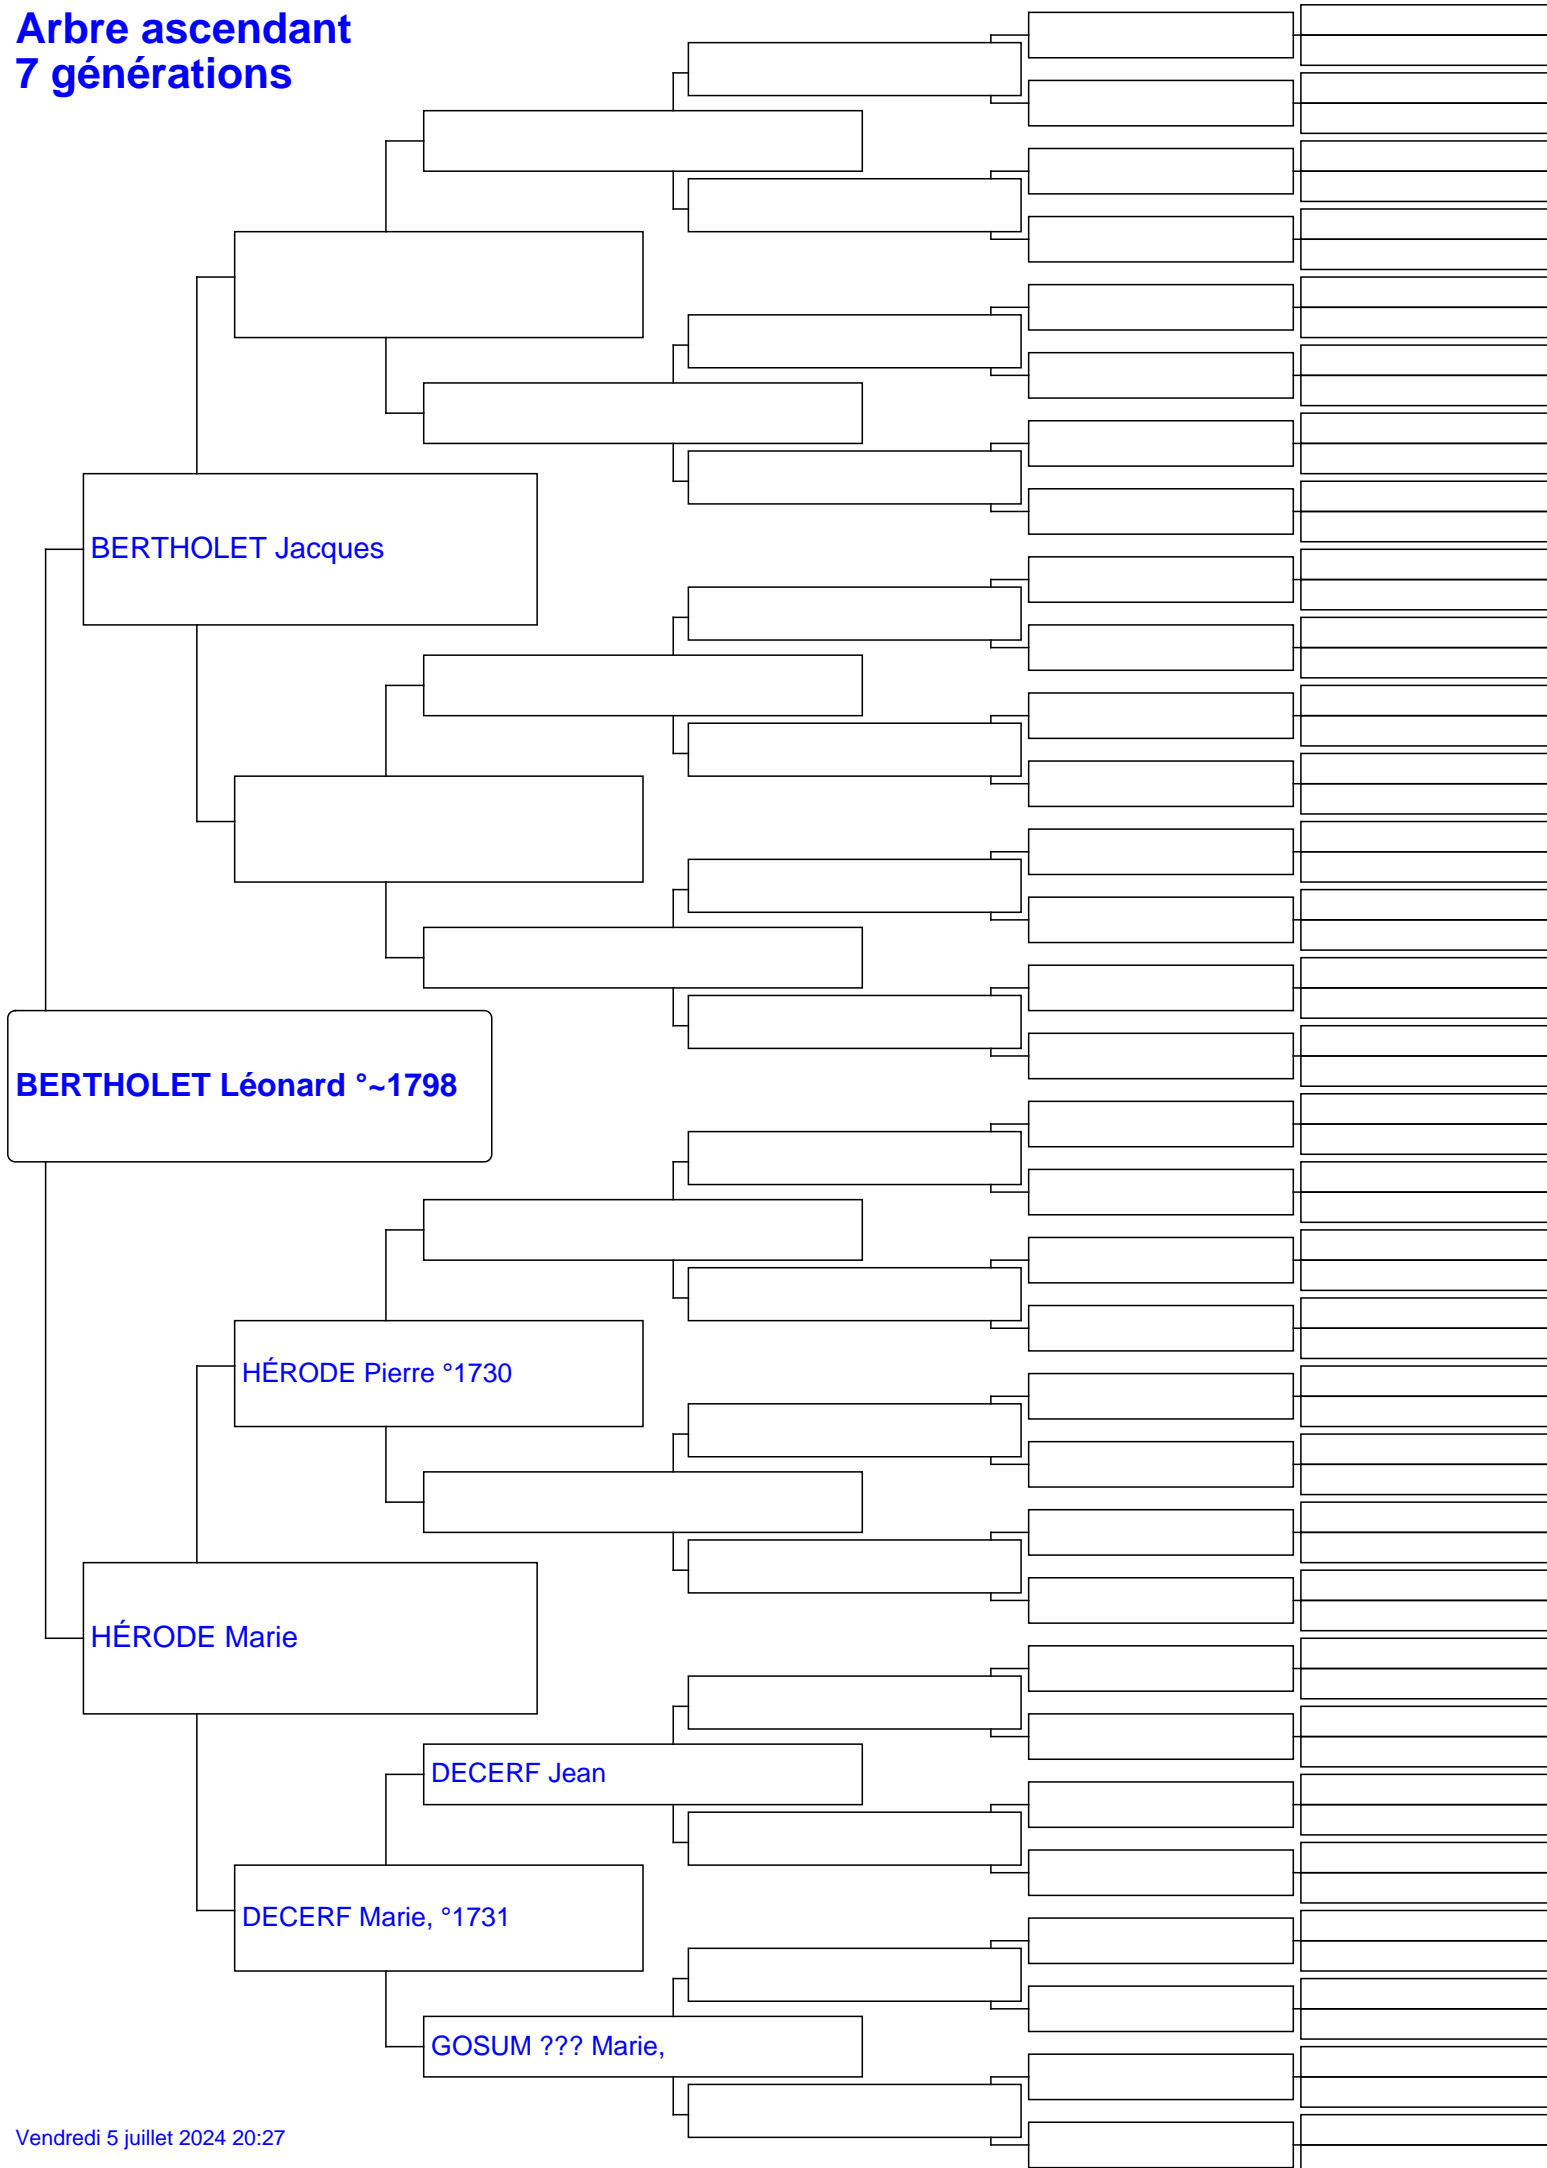 Arbre ascendant
7 générations
BERTHOLET Jacques
BERTHOLET Léonard °~1798
HÉRODE Pierre °1730
HÉRODE Marie
DECERF Jean
DECERF Marie, °1731
GOSUM ??? Marie,
Vendredi 5 juillet 2024 20:27